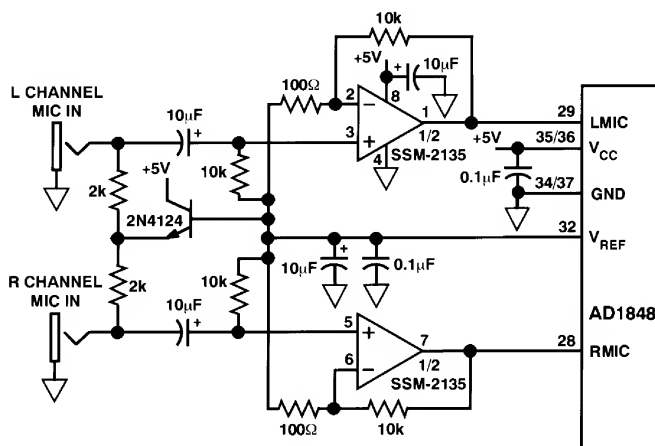 10k
+5V
+
10µF
L CHANNEL
MIC IN
100Ω
2
−
8
1
29
LMIC
10µF
+
3
+
1/2
SSM-2135
4
+5V
35/36
VCC
0.1µF
34/37
GND
2k
+5V
10k
2N4124
32
VREF
R CHANNEL
MIC IN
2k
10k
10µF
+
0.1µF
AD1848
10µF
+
5
+
7
28
RMIC
6
−
1/2
SSM-2135
100Ω
10k